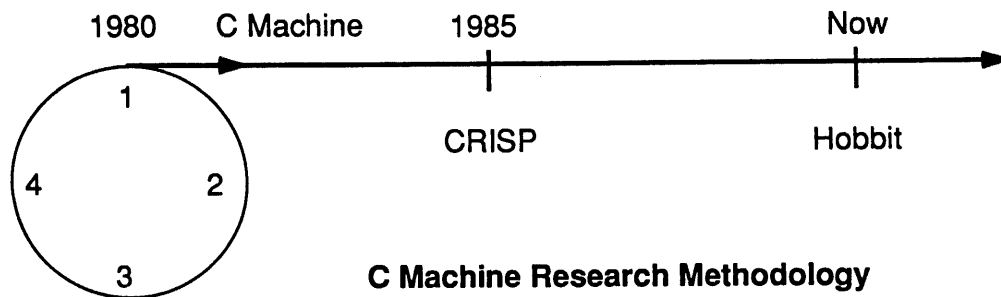 1980 C Machine 1985 Now
1
CRISP Hobbit
4 2
3
C Machine Research Methodology